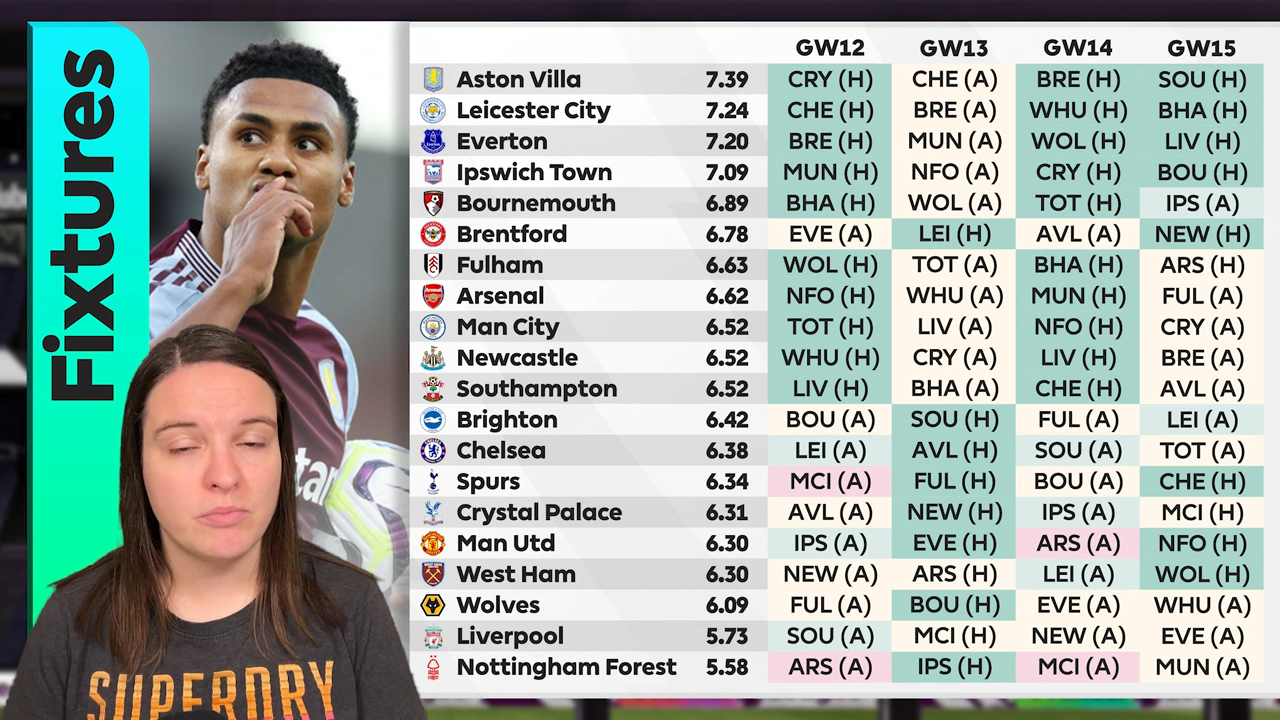 Fixtures
GW12 GW13 GW14 GW15
Aston Villa 7.39 CRY (H) CHE (A) BRE (H) SOU (H)
Leicester City 7.24 CHE (H) BRE (A) WHU (H) BHA (H)
Everton 7.20 BRE (H) MUN (A) WOL (H) LIV (H)
Ipswich Town 7.09 MUN (H) NFO (A) CRY (H) BOU (H)
Bournemouth 6.89 BHA (H) WOL (A) TOT (H) IPS (A)
Brentford 6.78 EVE (A) LEI (H) AVL (A) NEW (H)
Fulham 6.63 WOL (H) TOT (A) BHA (H) ARS (H)
Arsenal 6.62 NFO (H) WHU (A) MUN (H) FUL (A)
Man City 6.52 TOT (H) LIV (A) NFO (H) CRY (A)
Newcastle 6.52 WHU (H) CRY (A) LIV (H) BRE (A)
Southampton 6.52 LIV (H) BHA (A) CHE (H) AVL (A)
Brighton 6.42 BOU (A) SOU (H) FUL (A) LEI (A)
Chelsea 6.38 LEI (A) AVL (H) SOU (A) TOT (A)
Spurs 6.34 MCI (A) FUL (H) BOU (A) CHE (H)
Crystal Palace 6.31 AVL (A) NEW (H) IPS (A) MCI (H)
Man Utd 6.30 IPS (A) EVE (H) ARS (A) NFO (H)
West Ham 6.30 NEW (A) ARS (H) LEI (A) WOL (H)
Wolves 6.09 FUL (A) BOU (H) EVE (A) WHU (A)
Liverpool 5.73 SOU (A) MCI (H) NEW (A) EVE (A)
Nottingham Forest 5.58 ARS (A) IPS (H) MCI (A) MUN (A)
SUPERDRY